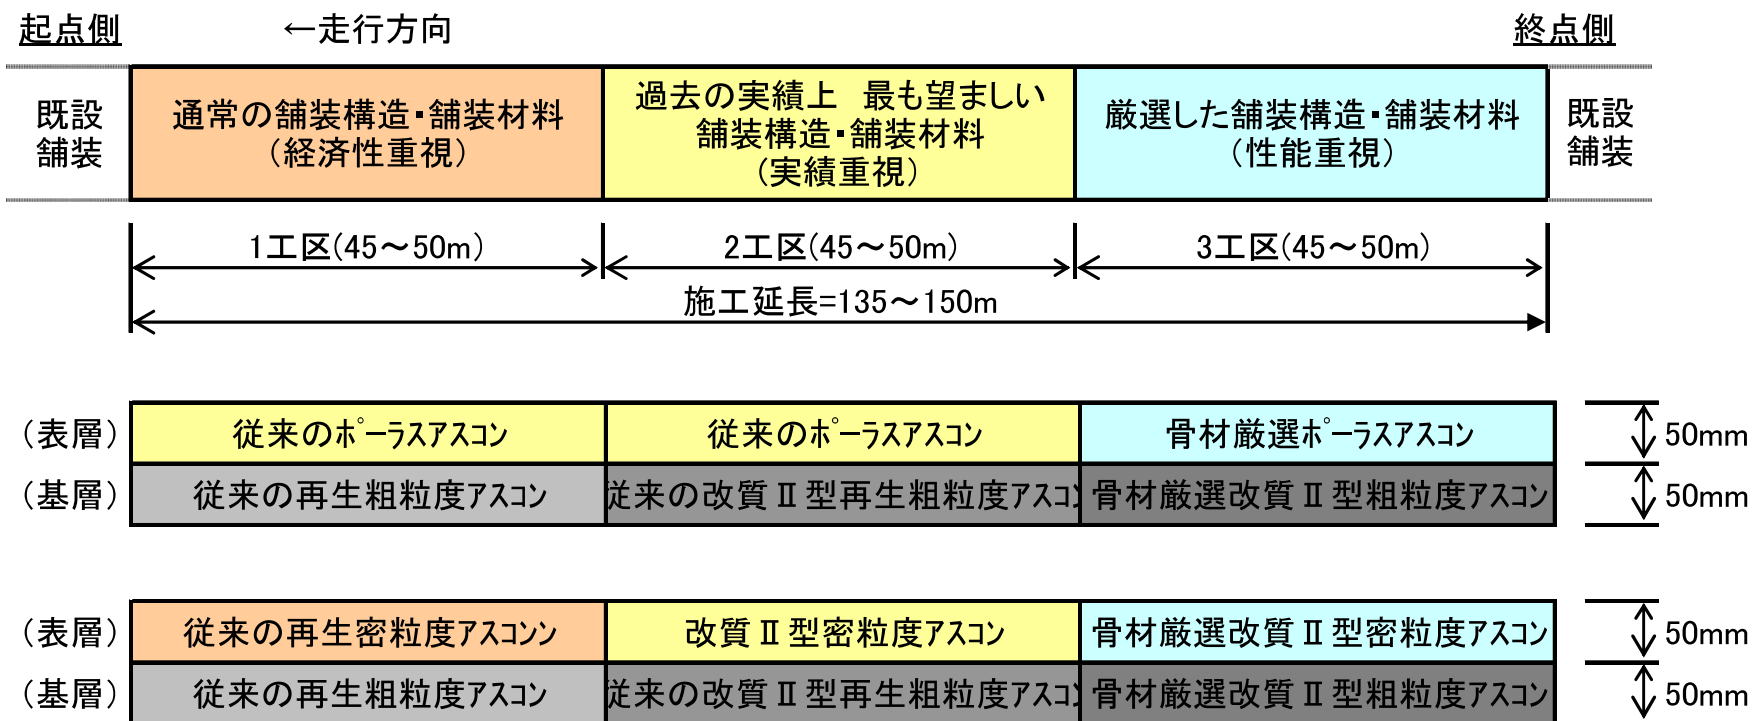 起点側
←走行方向
終点側
既設
舗装
通常の舗装構造・舗装材料
(経済性重視)
過去の実績上　最も望ましい
舗装構造・舗装材料
(実績重視)
厳選した舗装構造・舗装材料
(性能重視)
既設
舗装
1工区(45～50m)
2工区(45～50m)
3工区(45～50m)
施工延長=135～150m
(表層)
従来のﾎﾟｰﾗｽｱｽｺﾝ
従来のﾎﾟｰﾗｽｱｽｺﾝ
骨材厳選ﾎﾟｰﾗｽｱｽｺﾝ
50mm
(基層)
従来の再生粗粒度ｱｽｺﾝ
従来の改質Ⅱ型再生粗粒度ｱｽｺﾝ
骨材厳選改質Ⅱ型粗粒度ｱｽｺﾝ
50mm
(表層)
従来の再生密粒度ｱｽｺﾝﾝ
改質Ⅱ型密粒度ｱｽｺﾝ
骨材厳選改質Ⅱ型密粒度ｱｽｺﾝ
50mm
(基層)
従来の再生粗粒度ｱｽｺﾝ
従来の改質Ⅱ型再生粗粒度ｱｽｺﾝ
骨材厳選改質Ⅱ型粗粒度ｱｽｺﾝ
50mm